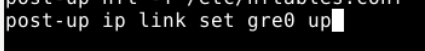 post-up nft -f /etc/nftables.conf
post-up ip link set gre0 up